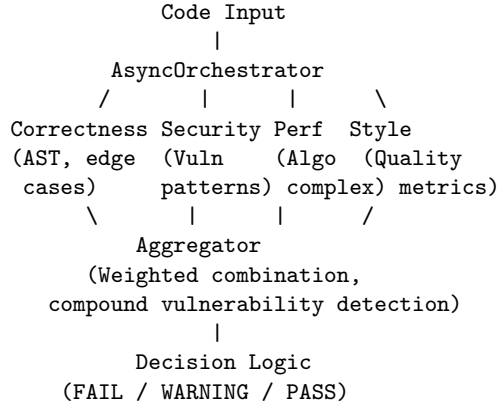 Code Input
|
AsyncOrchestrator
/ | | \
Correctness Security Perf Style
(AST, edge (Vuln (Algo (Quality
cases) patterns) complex) metrics)
\ | | /
Aggregator
(Weighted combination,
compound vulnerability detection)
|
Decision Logic
(FAIL / WARNING / PASS)